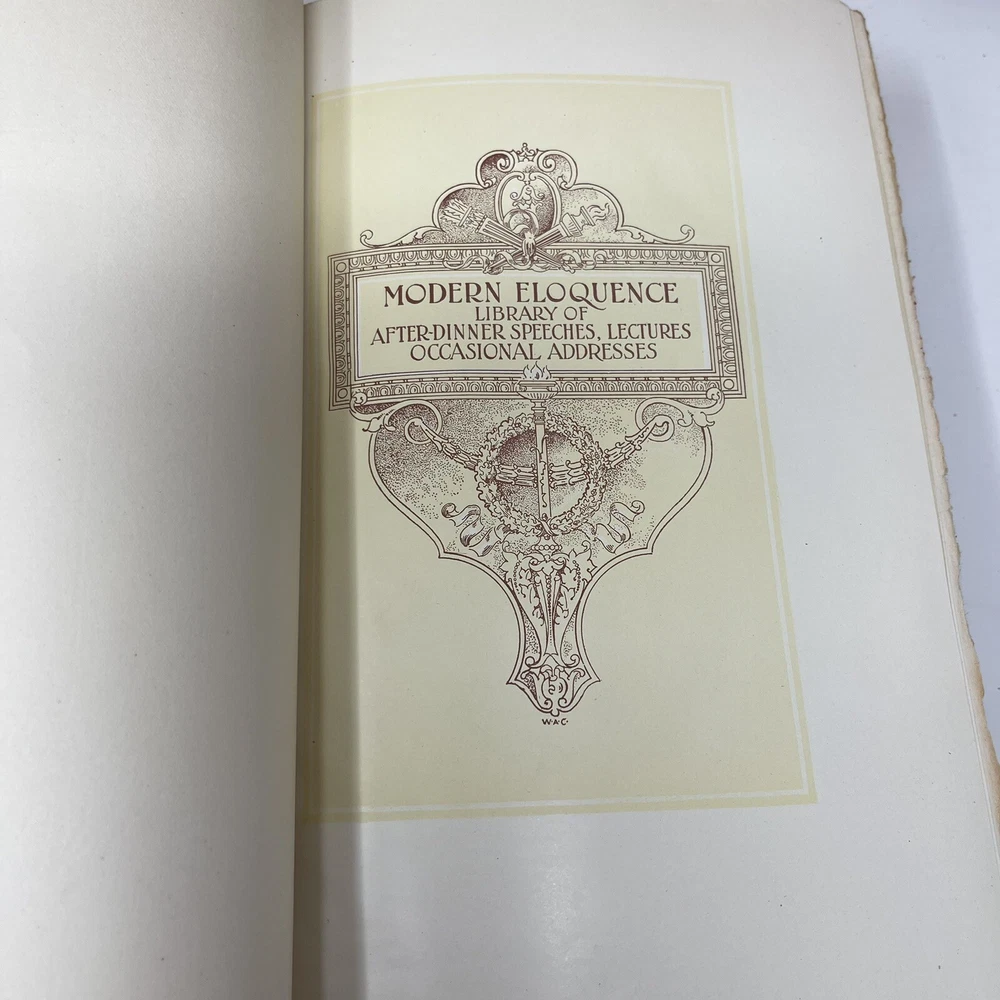 MODERN ELOQUENCE
LIBRARY OF
AFTER-DINNER SPEECHES, LECTURES
OCCASIONAL ADDRESSES
W·A·C·